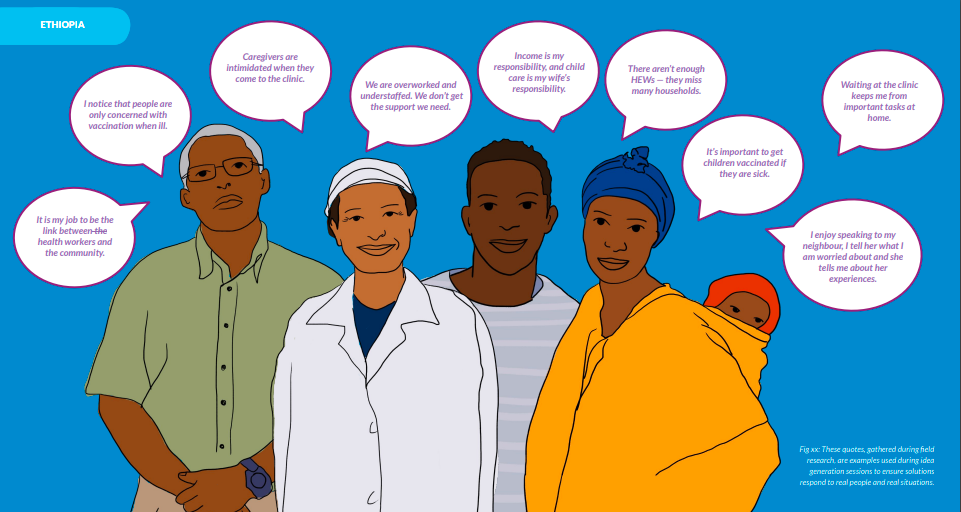 ETHIOPIA
It is my job to be the
link between the
health workers and
the community.
I notice that people are
only concerned with
vaccination when ill.
Caregivers are
intimidated when they
come to the clinic.
We are overworked and
understaffed. We don't get
the support we need.
Income is my
responsibility, and child
care is my wife's
responsibility.
There aren't enough
HEWs – they miss
many households.
It's important to get
children vaccinated if
they are sick.
Waiting at the clinic
keeps me from
important tasks at
home.
I enjoy speaking to my
neighbour, I tell her what I
am worried about and she
tells me about her
experiences.
Fig xx: These quotes, gathered during field
research, are examples used during idea
generation sessions to ensure solutions
respond to real people and real situations.